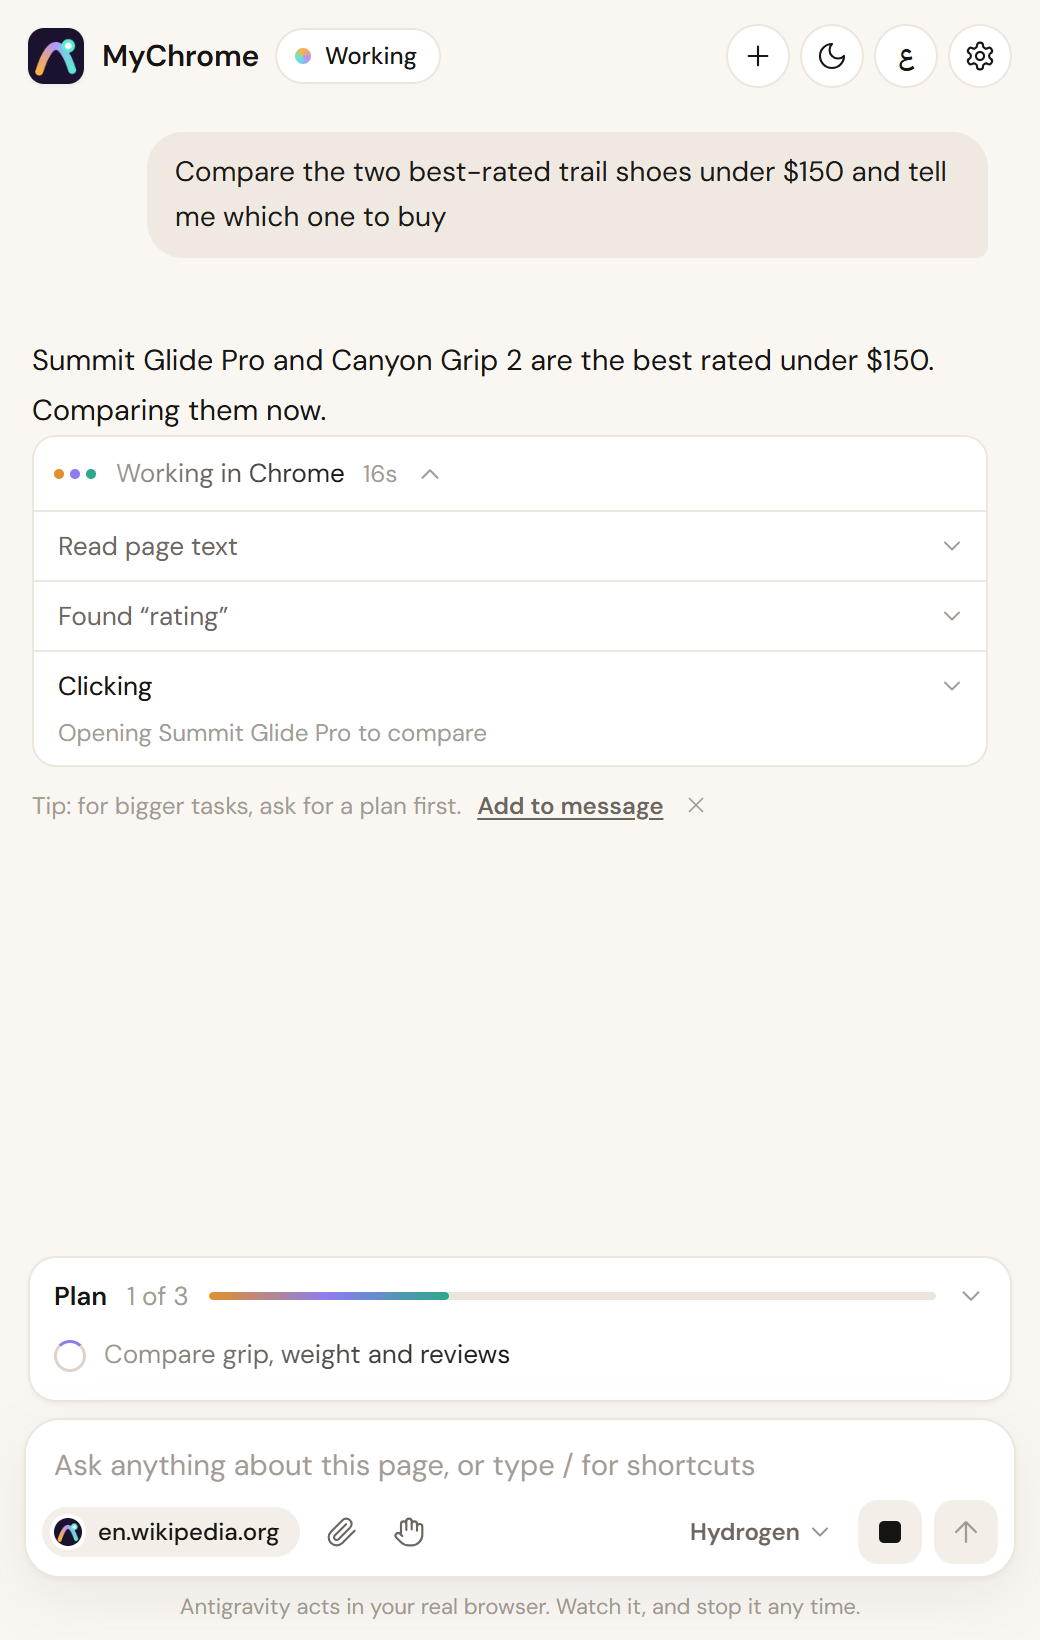 MyChrome
Working
ع
Compare the two best-rated trail shoes under $150 and tell
me which one to buy
Summit Glide Pro and Canyon Grip 2 are the best rated under $150.
Comparing them now.
Working in Chrome 16s
Read page text
Found “rating”
Clicking
Opening Summit Glide Pro to compare
Tip: for bigger tasks, ask for a plan first. Add to message
Plan 1 of 3
Compare grip, weight and reviews
Ask anything about this page, or type / for shortcuts
en.wikipedia.org
Hydrogen
Antigravity acts in your real browser. Watch it, and stop it any time.